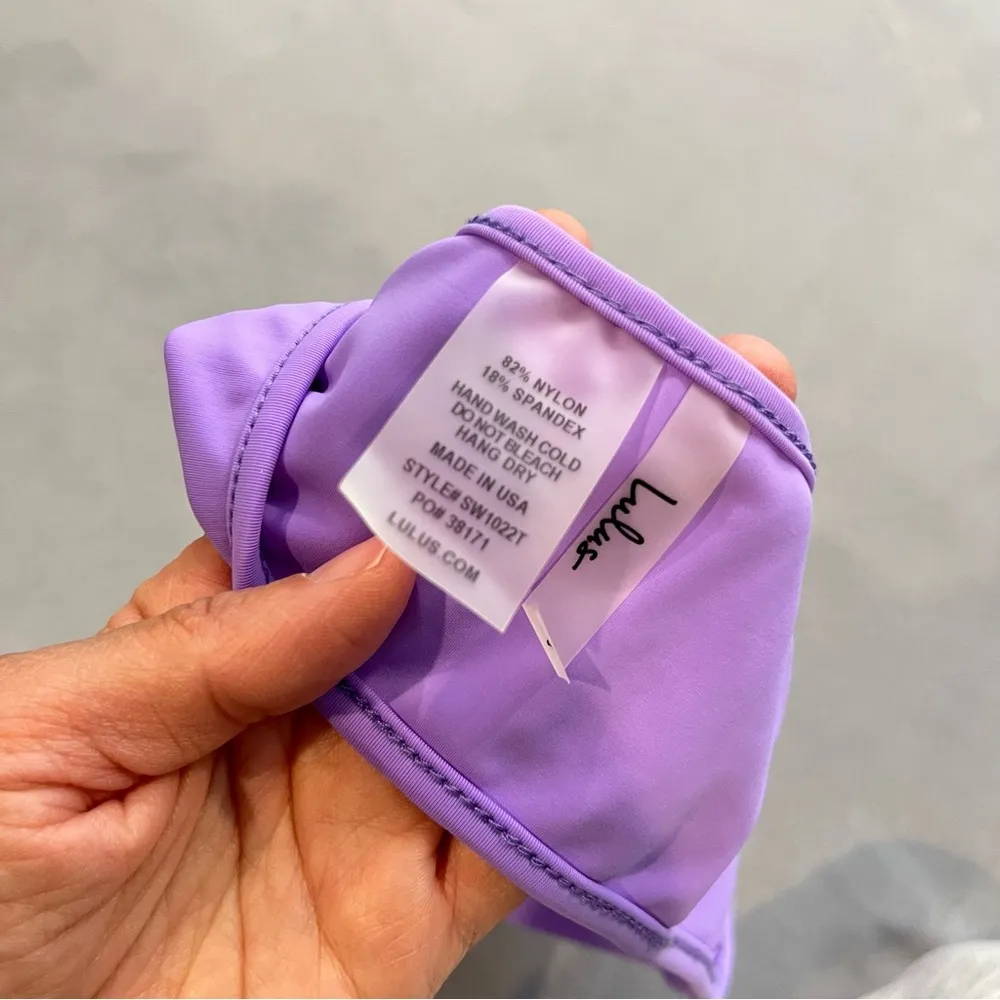 82% NYLON
18% SPANDEX
HAND WASH COLD
DO NOT BLEACH
HANG DRY
MADE IN USA
STYLE# SW1022T
PO# 38171
LULUS.COM
Lulus